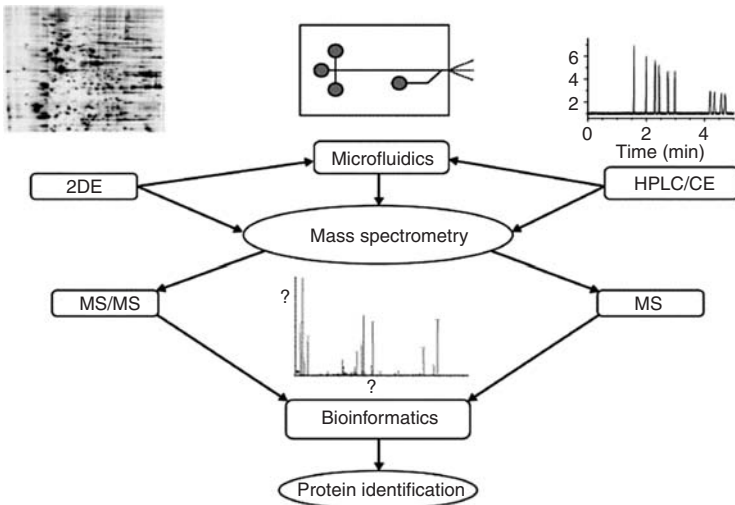 6
4
2
0 2 4
Time (min)
Microfluidics
2DE
HPLC/CE
Mass spectrometry
MS/MS
MS
?
?
Bioinformatics
Protein identification